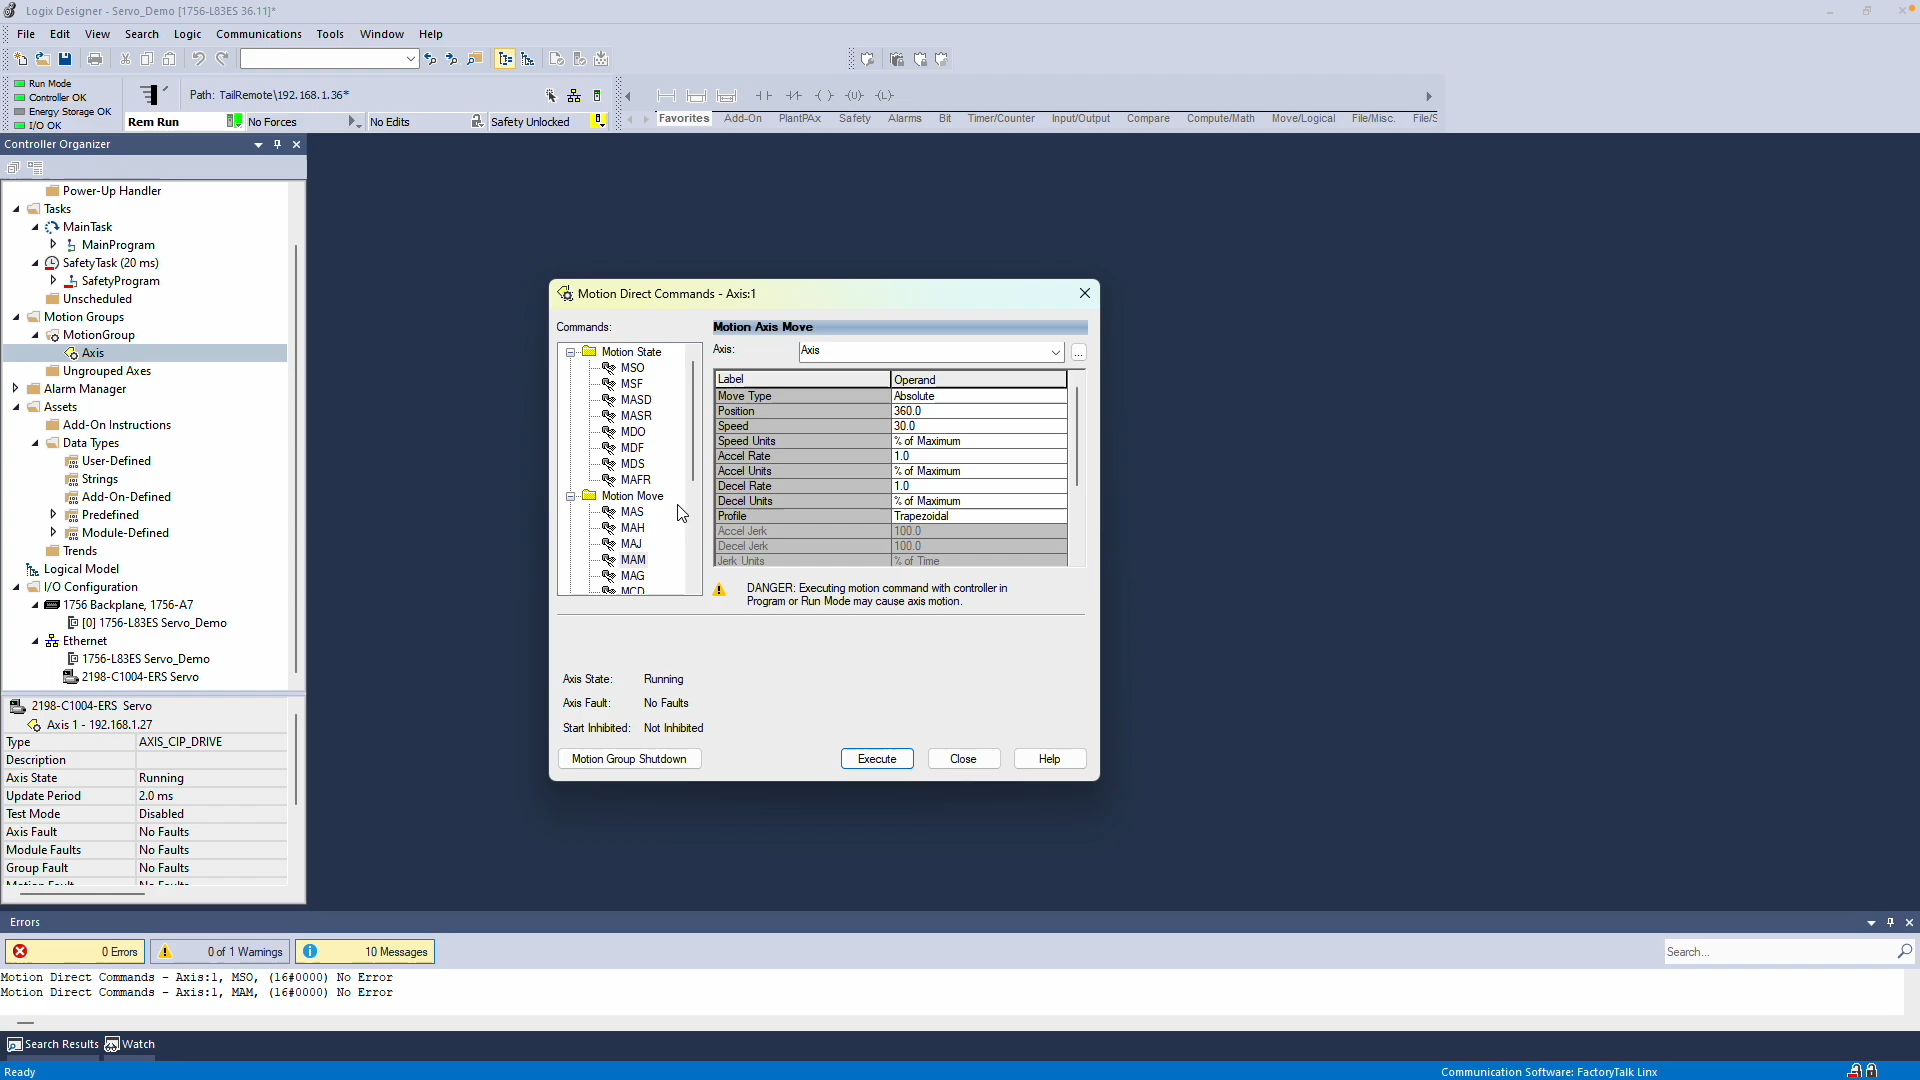 Logix Designer - Servo_Demo [1756-L83ES 36.11]*
File Edit View Search Logic Communications Tools Window Help
Run Mode
Controller OK
Energy Storage OK
I/O OK
Path: TailRemote\192.168.1.36*
Rem Run
No Forces
No Edits
Safety Unlocked
Favorites Add-On PlantPAx Safety Alarms Bit Timer/Counter Input/Output Compare Compute/Math Move/Logical File/Misc. File/S
Controller Organizer
Power-Up Handler
Tasks
MainTask
MainProgram
SafetyTask (20 ms)
SafetyProgram
Unscheduled
Motion Groups
MotionGroup
Axis
Ungrouped Axes
Alarm Manager
Assets
Add-On Instructions
Data Types
User-Defined
Strings
Add-On-Defined
Predefined
Module-Defined
Trends
Logical Model
I/O Configuration
1756 Backplane, 1756-A7
[0] 1756-L83ES Servo_Demo
Ethernet
1756-L83ES Servo_Demo
2198-C1004-ERS Servo
2198-C1004-ERS Servo
Axis 1 - 192.168.1.27
Type AXIS_CIP_DRIVE
Description
Axis State Running
Update Period 2.0 ms
Test Mode Disabled
Axis Fault No Faults
Module Faults No Faults
Group Fault No Faults
Motion Fault No Faults
Motion Direct Commands - Axis:1
Commands:
Motion State
MSO
MSF
MASD
MASR
MDO
MDF
MDS
MAFR
Motion Move
MAS
MAH
MAJ
MAM
MAG
MCD
Motion Axis Move
Axis: Axis ...
Label Operand
Move Type Absolute
Position 360.0
Speed 30.0
Speed Units % of Maximum
Accel Rate 1.0
Accel Units % of Maximum
Decel Rate 1.0
Decel Units % of Maximum
Profile Trapezoidal
Accel Jerk 100.0
Decel Jerk 100.0
Jerk Units % of Time
DANGER: Executing motion command with controller in
Program or Run Mode may cause axis motion.
Axis State: Running
Axis Fault: No Faults
Start Inhibited: Not Inhibited
Motion Group Shutdown Execute Close Help
Errors
0 Errors 0 of 1 Warnings 10 Messages
Search...
Motion Direct Commands - Axis:1, MSO, (16#0000) No Error
Motion Direct Commands - Axis:1, MAM, (16#0000) No Error
Search Results Watch
Ready
Communication Software: FactoryTalk Linx